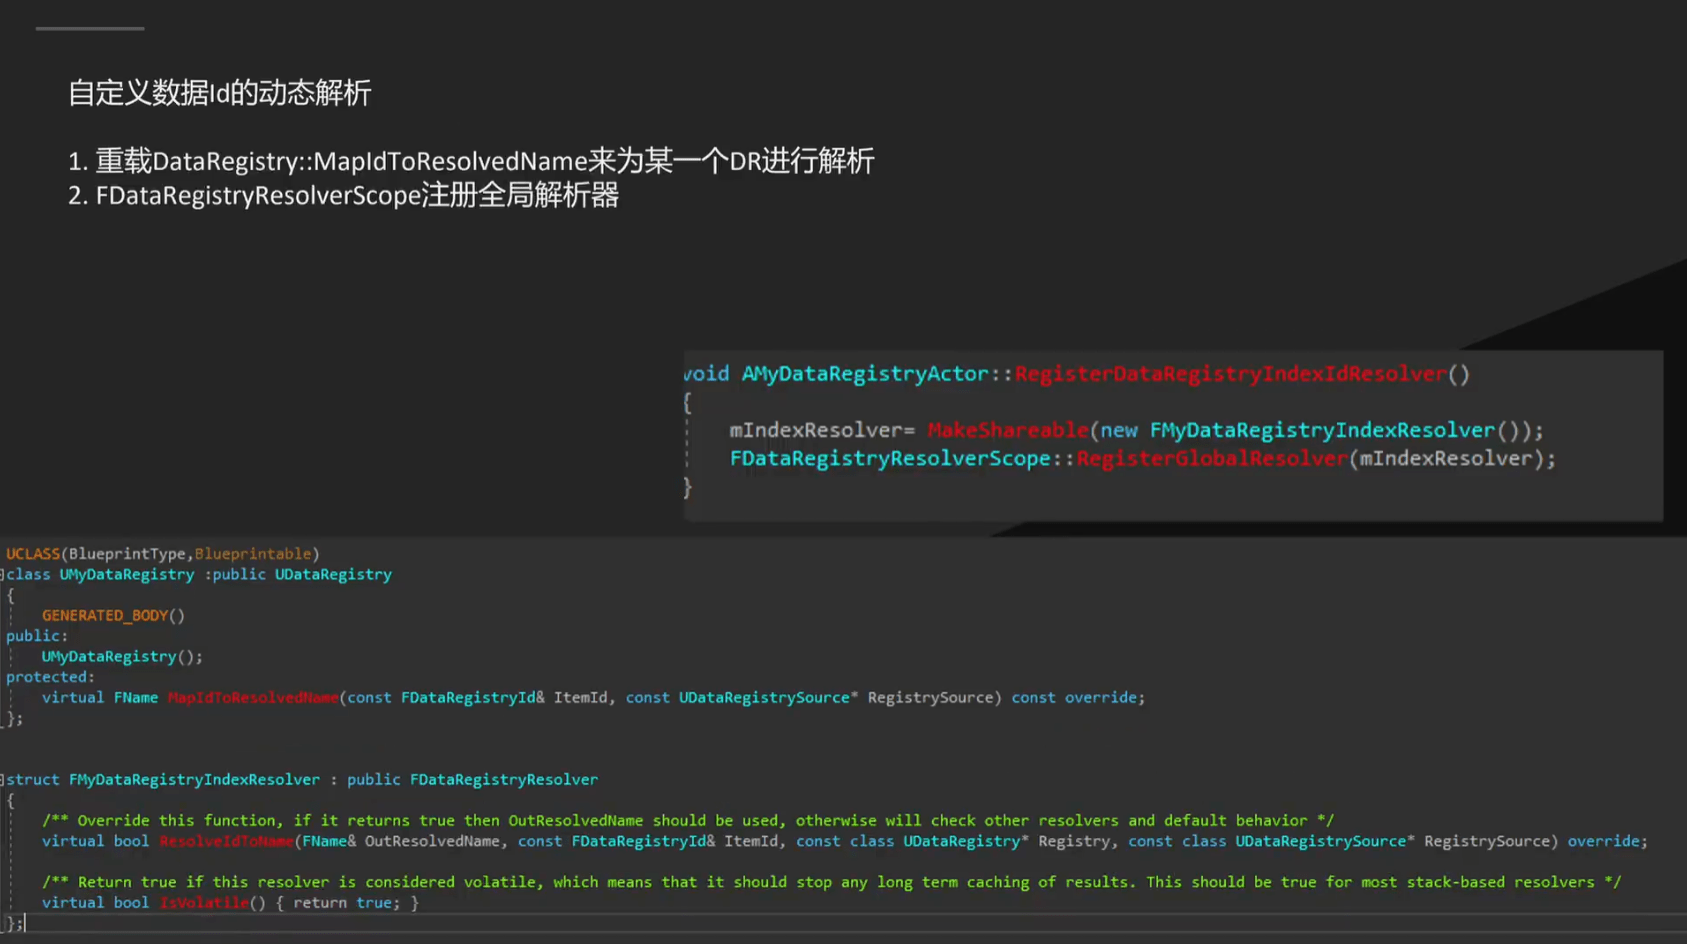 自定义数据Id的动态解析
1. 重载DataRegistry::MapIdToResolvedName来为某一个DR进行解析
2. FDataRegistryResolverScope注册全局解析器
void AMyDataRegistryActor::RegisterDataRegistryIndexIdResolver()
{
mIndexResolver= MakeShareable(new FMyDataRegistryIndexResolver());
FDataRegistryResolverScope::RegisterGlobalResolver(mIndexResolver);
}
UCLASS(BlueprintType,Blueprintable)
class UMyDataRegistry :public UDataRegistry
{
GENERATED_BODY()
public:
UMyDataRegistry();
protected:
virtual FName MapIdToResolvedName(const FDataRegistryId& ItemId, const UDataRegistrySource* RegistrySource) const override;
};
struct FMyDataRegistryIndexResolver : public FDataRegistryResolver
{
/** Override this function, if it returns true then OutResolvedName should be used, otherwise will check other resolvers and default behavior */
virtual bool ResolveIdToName(FName& OutResolvedName, const FDataRegistryId& ItemId, const class UDataRegistry* Registry, const class UDataRegistrySource* RegistrySource) override;
/** Return true if this resolver is considered volatile, which means that it should stop any long term caching of results. This should be true for most stack-based resolvers */
virtual bool IsVolatile() { return true; }
};